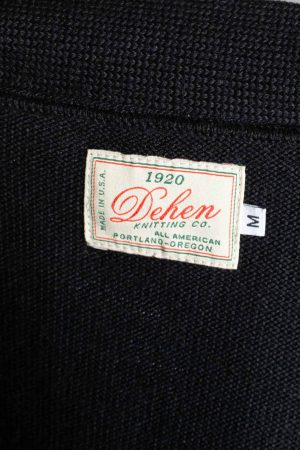 1920
MADE IN U.S.A.
Dehen
KNITTING CO.
ALL AMERICAN
PORTLAND-OREGON
M